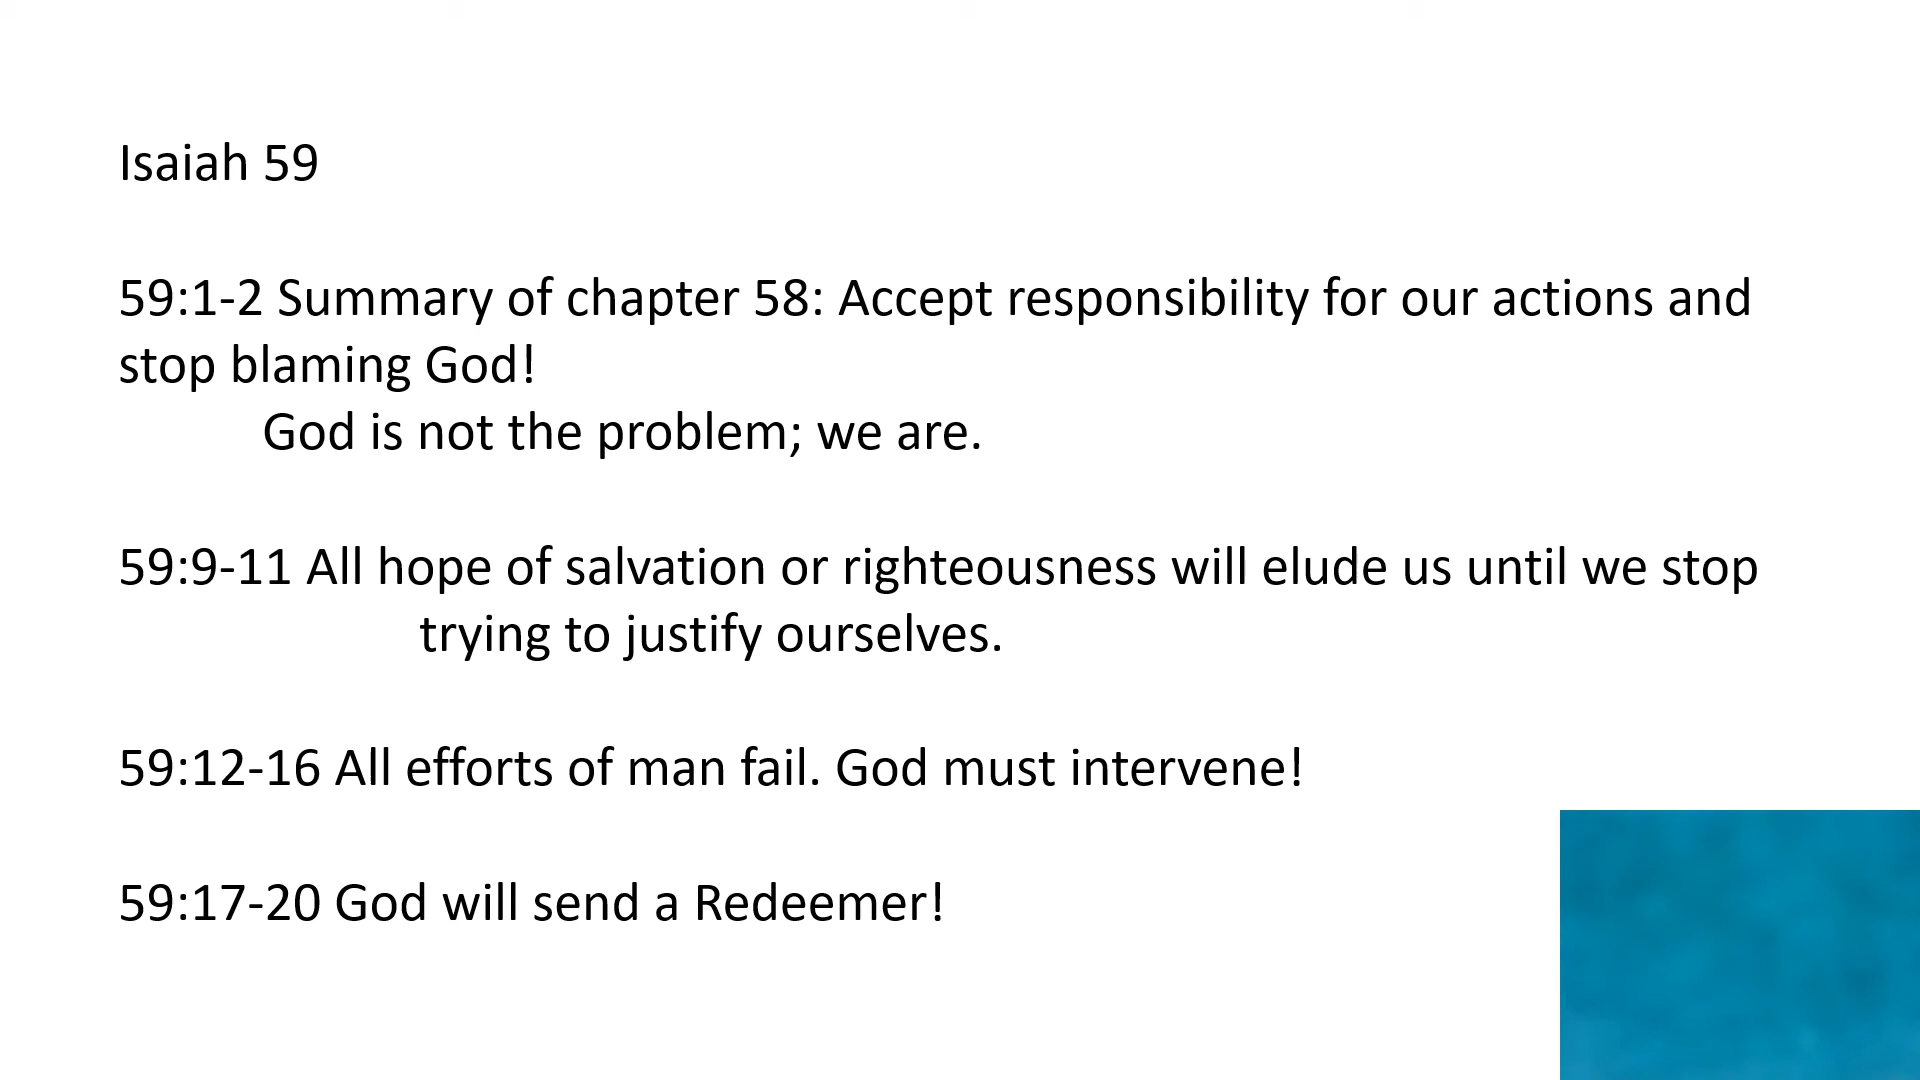 Isaiah 59
59:1-2 Summary of chapter 58: Accept responsibility for our actions and
stop blaming God!
God is not the problem; we are.
59:9-11 All hope of salvation or righteousness will elude us until we stop
trying to justify ourselves.
59:12-16 All efforts of man fail. God must intervene!
59:17-20 God will send a Redeemer!